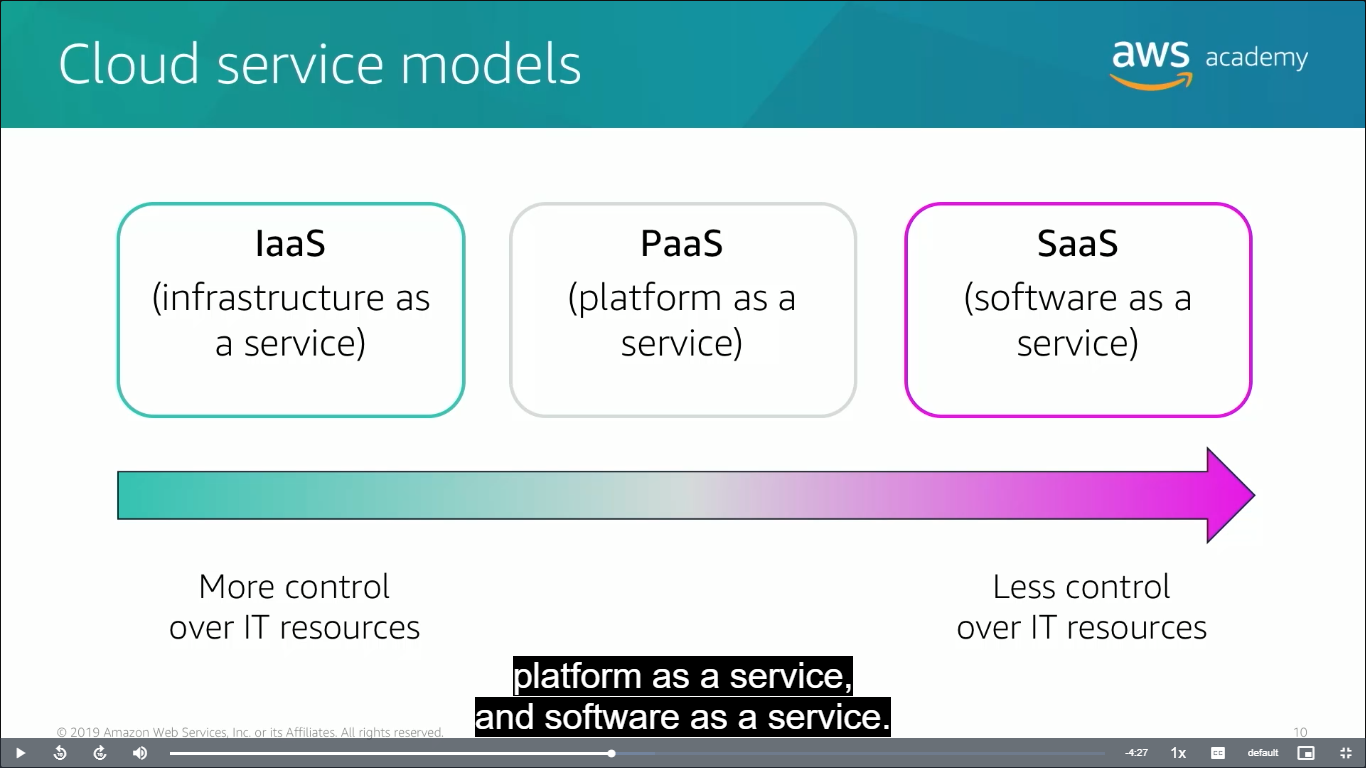 Cloud service models
aws academy
IaaS
(infrastructure as
a service)
PaaS
(platform as a
service)
SaaS
(software as a
service)
More control
over IT resources
Less control
over IT resources
platform as a service,
and software as a service.
© 2019 Amazon Web Services, Inc. or its Affiliates. All rights reserved.
10
-4:27
1x
CC
default